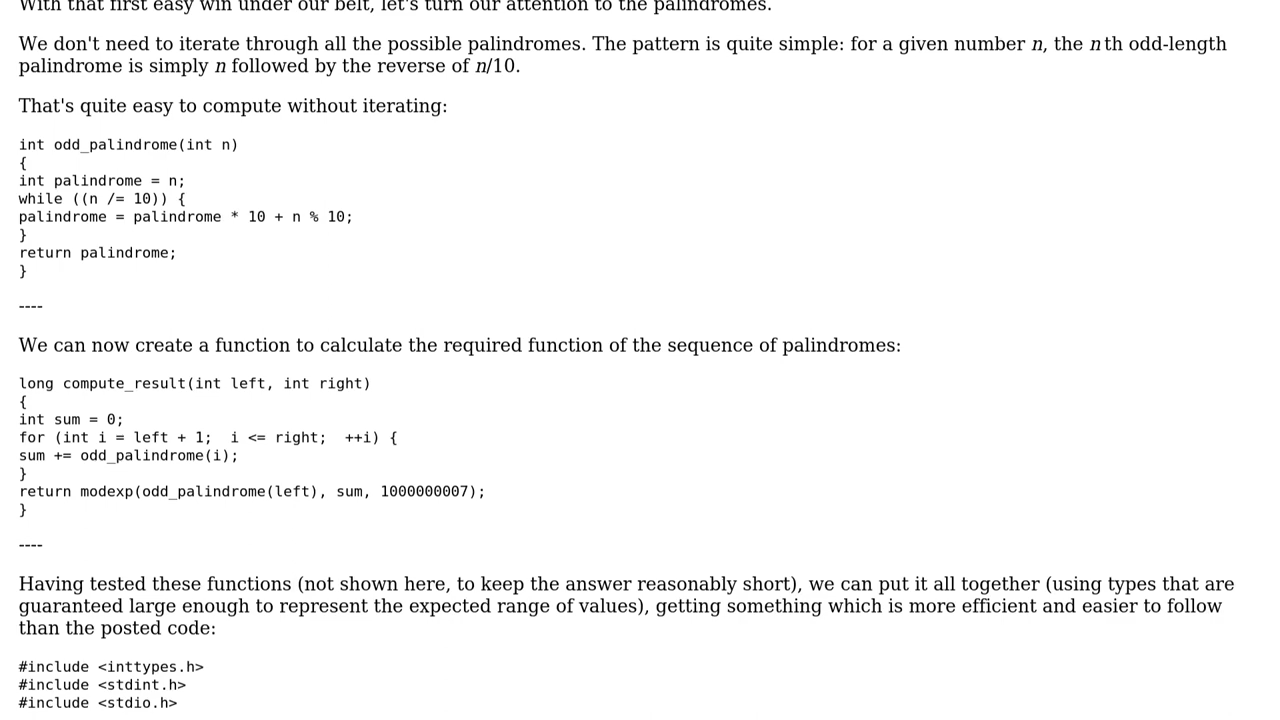 With that first easy win under our belt, let's turn our attention to the palindromes.
We don't need to iterate through all the possible palindromes. The pattern is quite simple: for a given number n, the nth odd-length
palindrome is simply n followed by the reverse of n/10.
That's quite easy to compute without iterating:
int odd_palindrome(int n)
{
int palindrome = n;
while ((n /= 10)) {
palindrome = palindrome * 10 + n % 10;
}
return palindrome;
}
----
We can now create a function to calculate the required function of the sequence of palindromes:
long compute_result(int left, int right)
{
int sum = 0;
for (int i = left + 1;  i <= right;  ++i) {
sum += odd_palindrome(i);
}
return modexp(odd_palindrome(left), sum, 1000000007);
}
----
Having tested these functions (not shown here, to keep the answer reasonably short), we can put it all together (using types that are
guaranteed large enough to represent the expected range of values), getting something which is more efficient and easier to follow
than the posted code:
#include <inttypes.h>
#include <stdint.h>
#include <stdio.h>